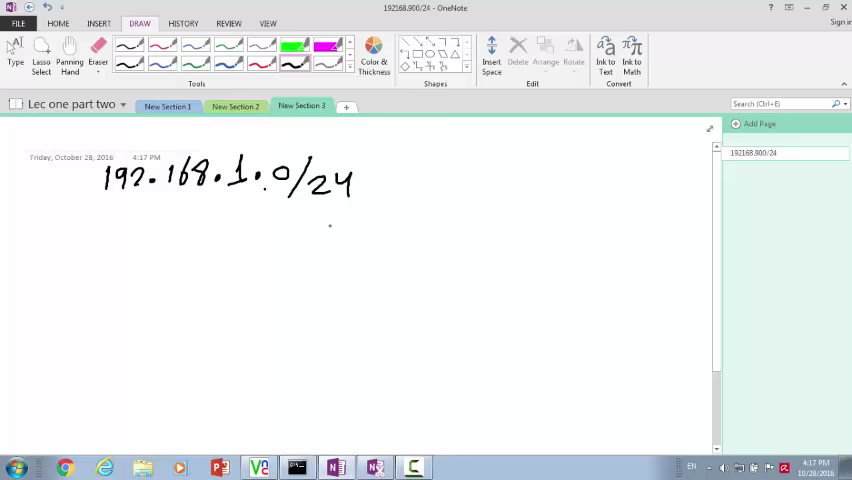 192168.900/24 - OneNote
Sign in
FILE HOME INSERT DRAW HISTORY REVIEW VIEW
Type
Lasso Select
Panning Hand
Eraser
Color & Thickness
Insert Space
Delete
Arrange
Rotate
Ink to Text
Ink to Math
Tools
Shapes
Edit
Convert
Lec one part two
New Section 1
New Section 2
New Section 3
Search (Ctrl+E)
Add Page
192168.900/24
Friday, October 28, 2016 4:17 PM
192.168.1.0/24
EN
4:17 PM
10/28/2016